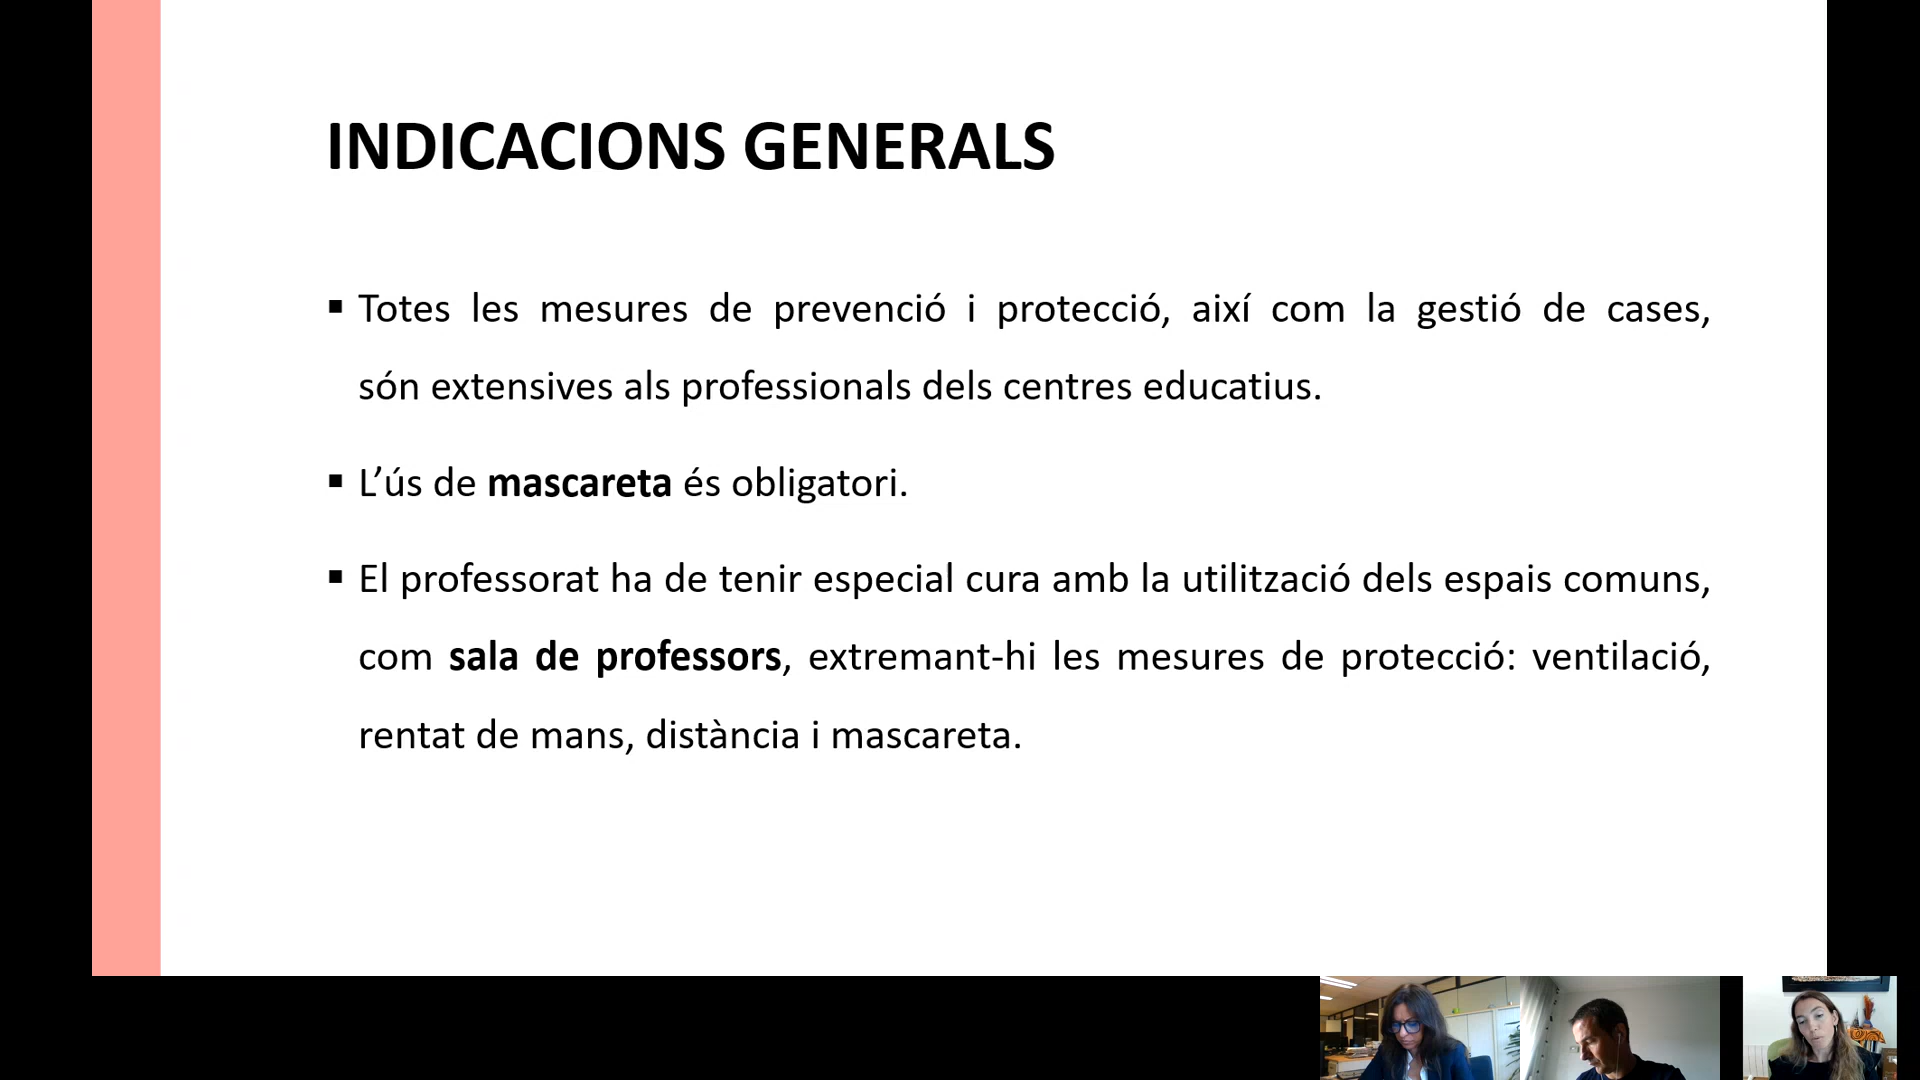 INDICACIONS GENERALS
▪ Totes les mesures de prevenció i protecció, així com la gestió de cases,
són extensives als professionals dels centres educatius.
▪ L’ús de mascareta és obligatori.
▪ El professorat ha de tenir especial cura amb la utilització dels espais comuns,
com sala de professors, extremant-hi les mesures de protecció: ventilació,
rentat de mans, distància i mascareta.